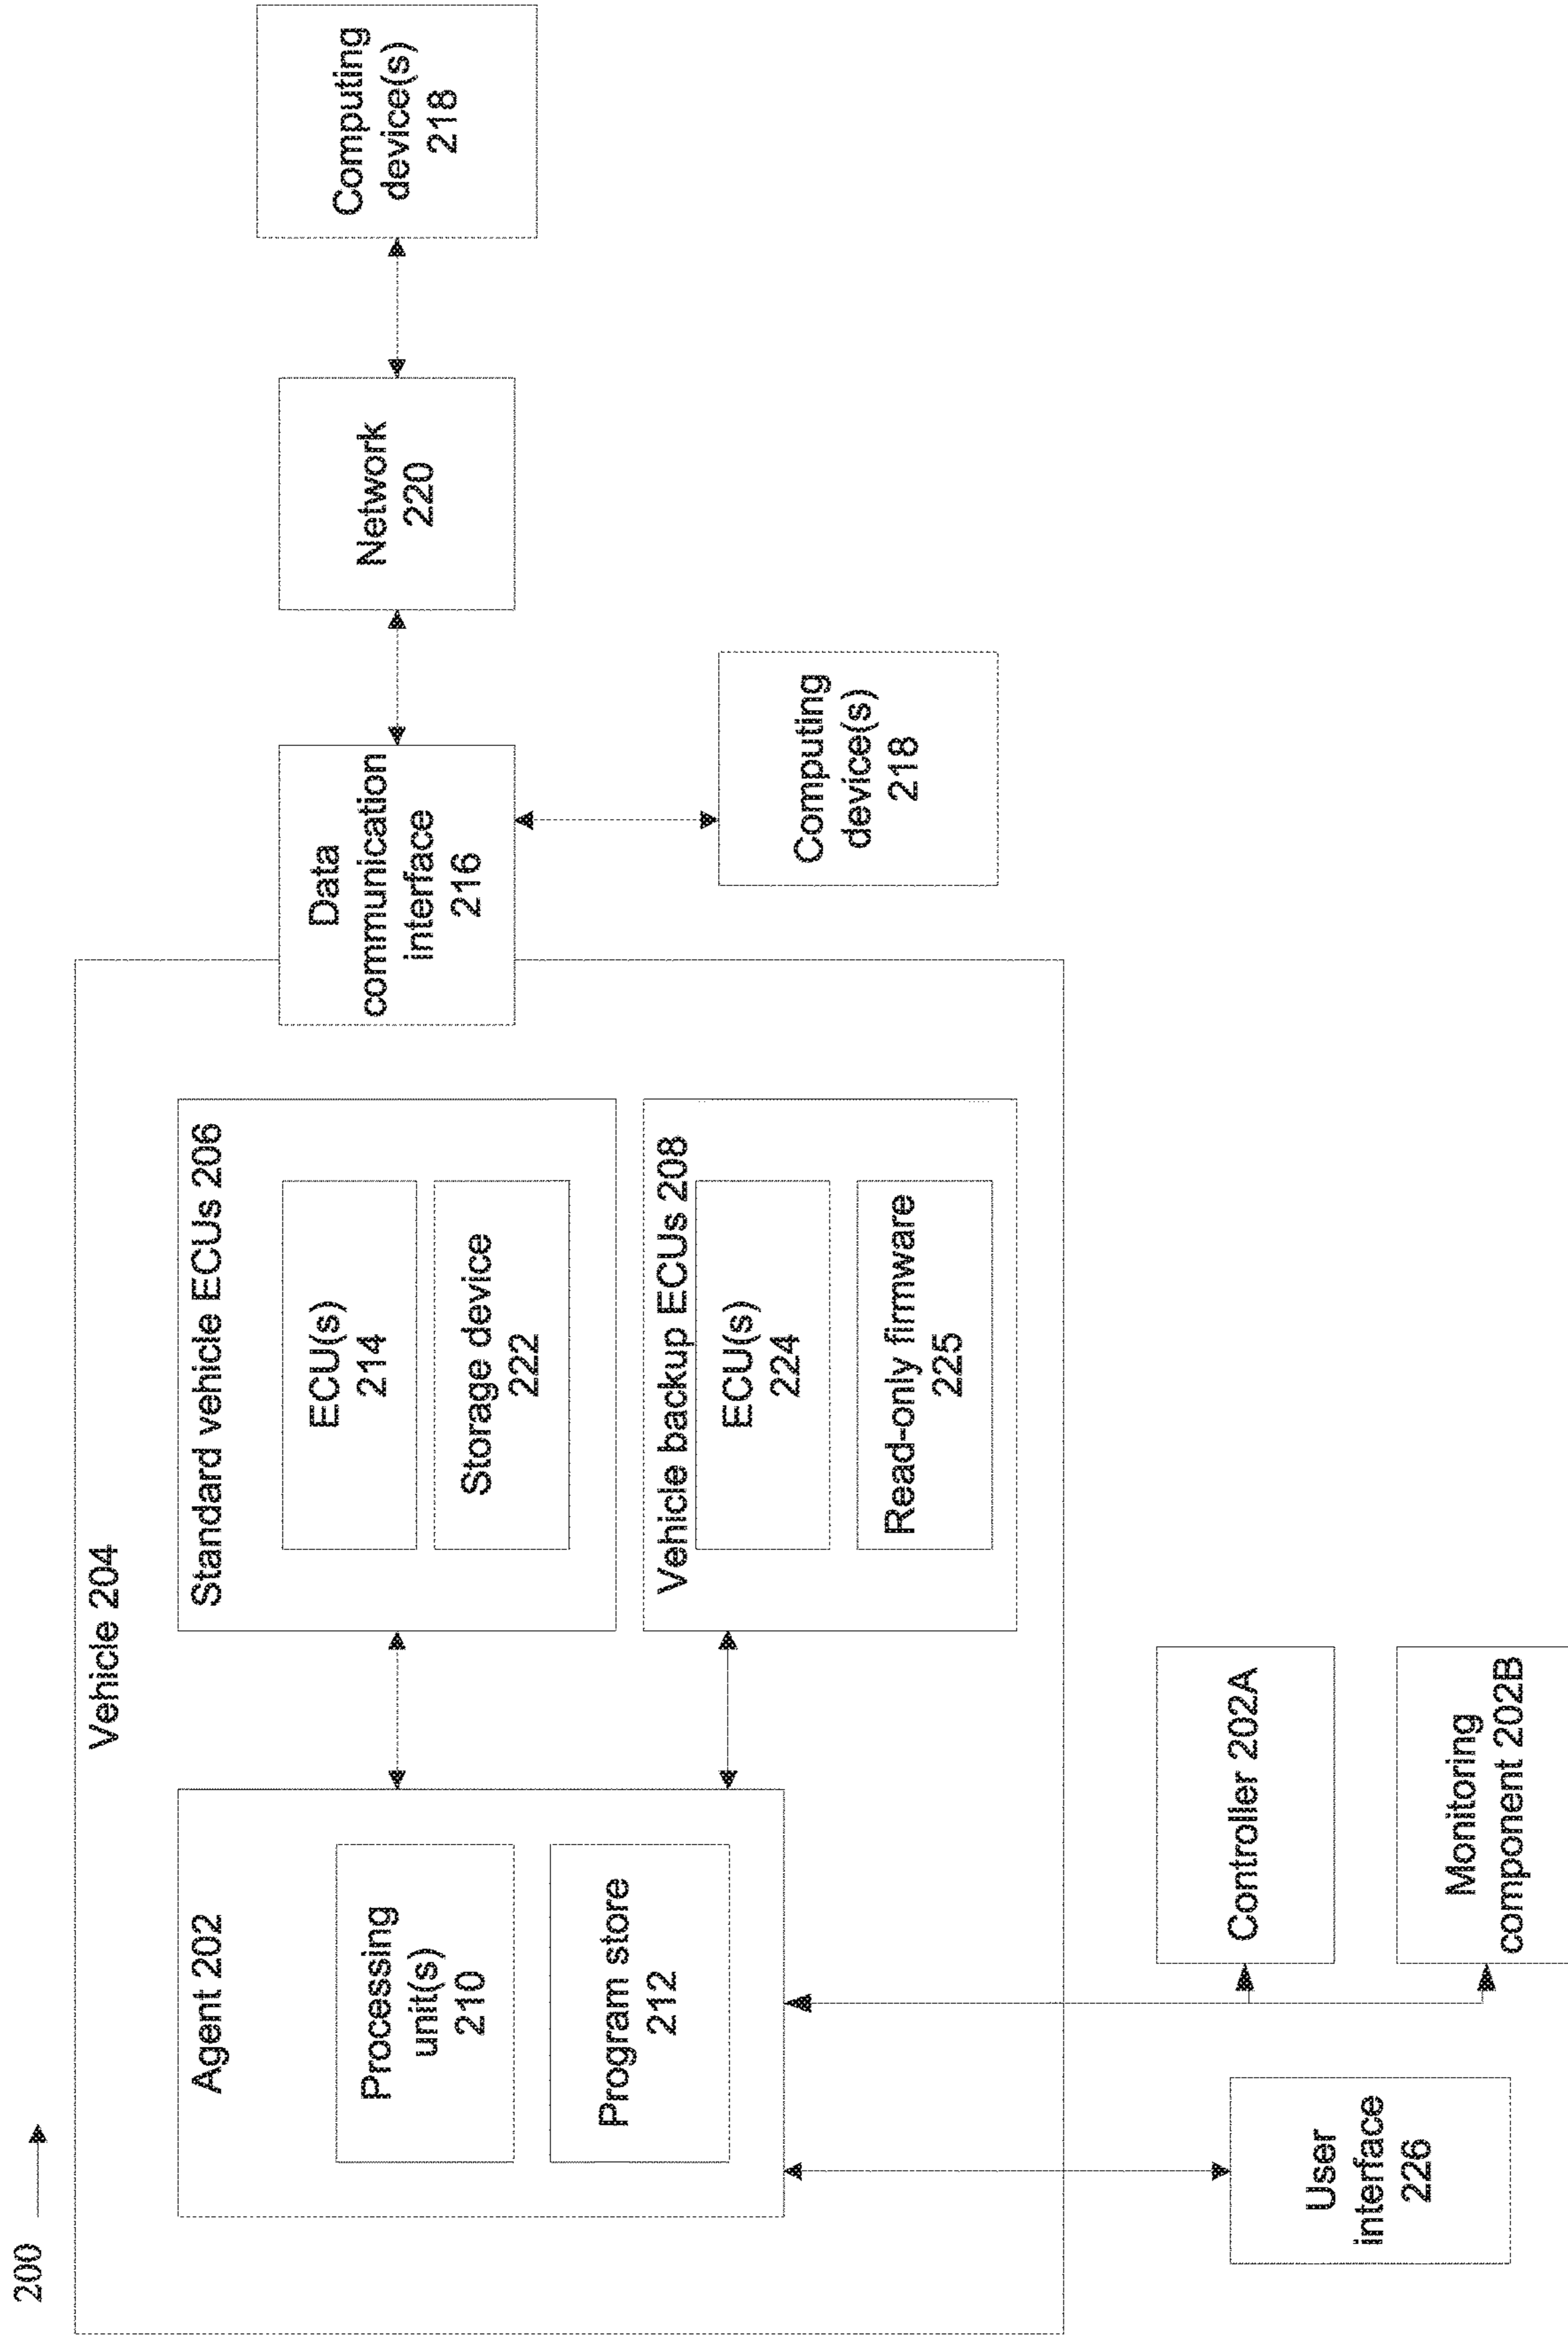 200
Vehicle 204
Agent 202
Processing
unit(s)
210
Program store
212
Standard vehicle ECUs 206
ECU(s)
214
Storage device
222
Vehicle backup ECUs 208
ECU(s)
224
Read-only firmware
225
Data
communication
interface
216
Network
220
Computing
device(s)
218
Computing
device(s)
218
User
interface
226
Controller 202A
Monitoring
component 202B